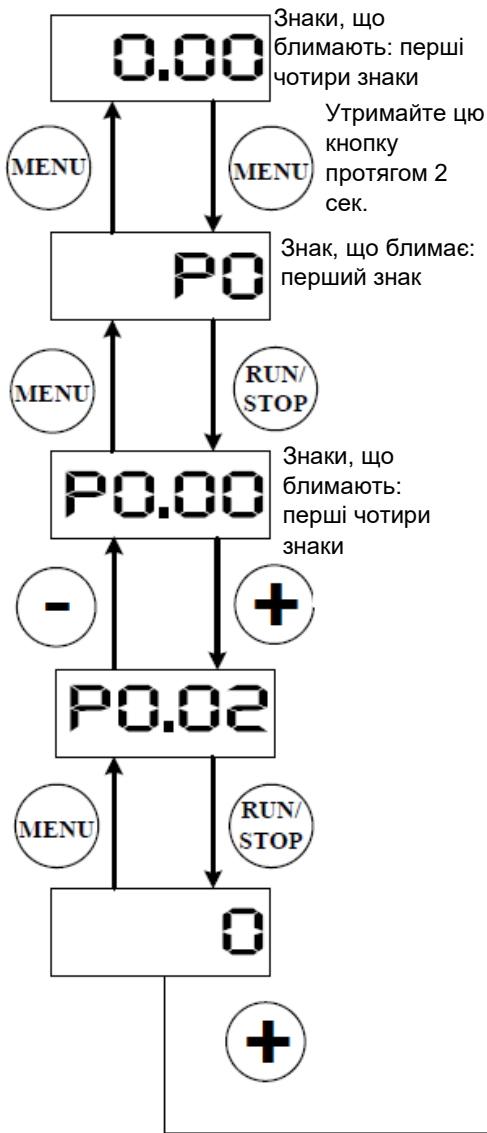 0.00
Знаки, що
блимають: перші
чотири знаки
MENU
MENU
Утримайте цю
кнопку
протягом 2
сек.
P0
Знак, що блимає:
перший знак
MENU
RUN/
STOP
P0.00
Знаки, що
блимають:
перші чотири
знаки
-
+
P0.02
MENU
RUN/
STOP
0
+